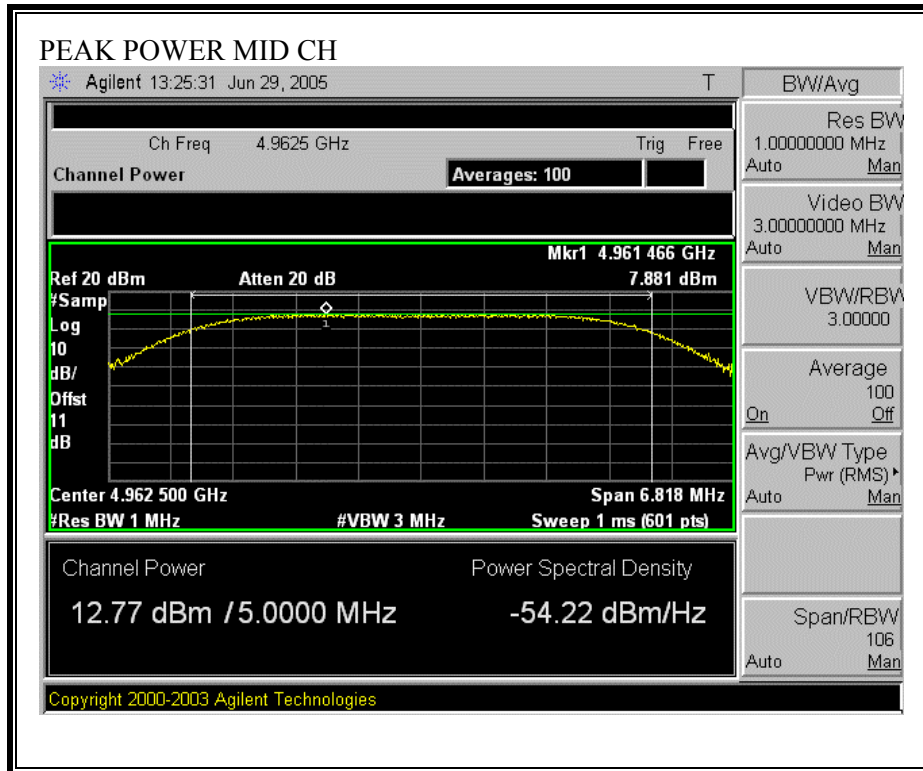 PEAK POWER MID CH
Agilent 13:25:31 Jun 29, 2005 T
Ch Freq 4.9625 GHz Trig Free
Channel Power Averages: 100
Mkr1 4.961 466 GHz
Ref 20 dBm Atten 20 dB 7.881 dBm
#Samp
Log
10
dB/
Offst
11
dB
1
Center 4.962 500 GHz Span 6.818 MHz
#Res BW 1 MHz #VBW 3 MHz Sweep 1 ms (601 pts)
Channel Power Power Spectral Density
12.77 dBm / 5.0000 MHz -54.22 dBm/Hz
Copyright 2000-2003 Agilent Technologies
BW/Avg
Res BW
1.00000000 MHz
Auto Man
Video BW
3.00000000 MHz
Auto Man
VBW/RBW
3.00000
Average
100
On Off
Avg/VBW Type
Pwr (RMS)
Auto Man
Span/RBW
106
Auto Man